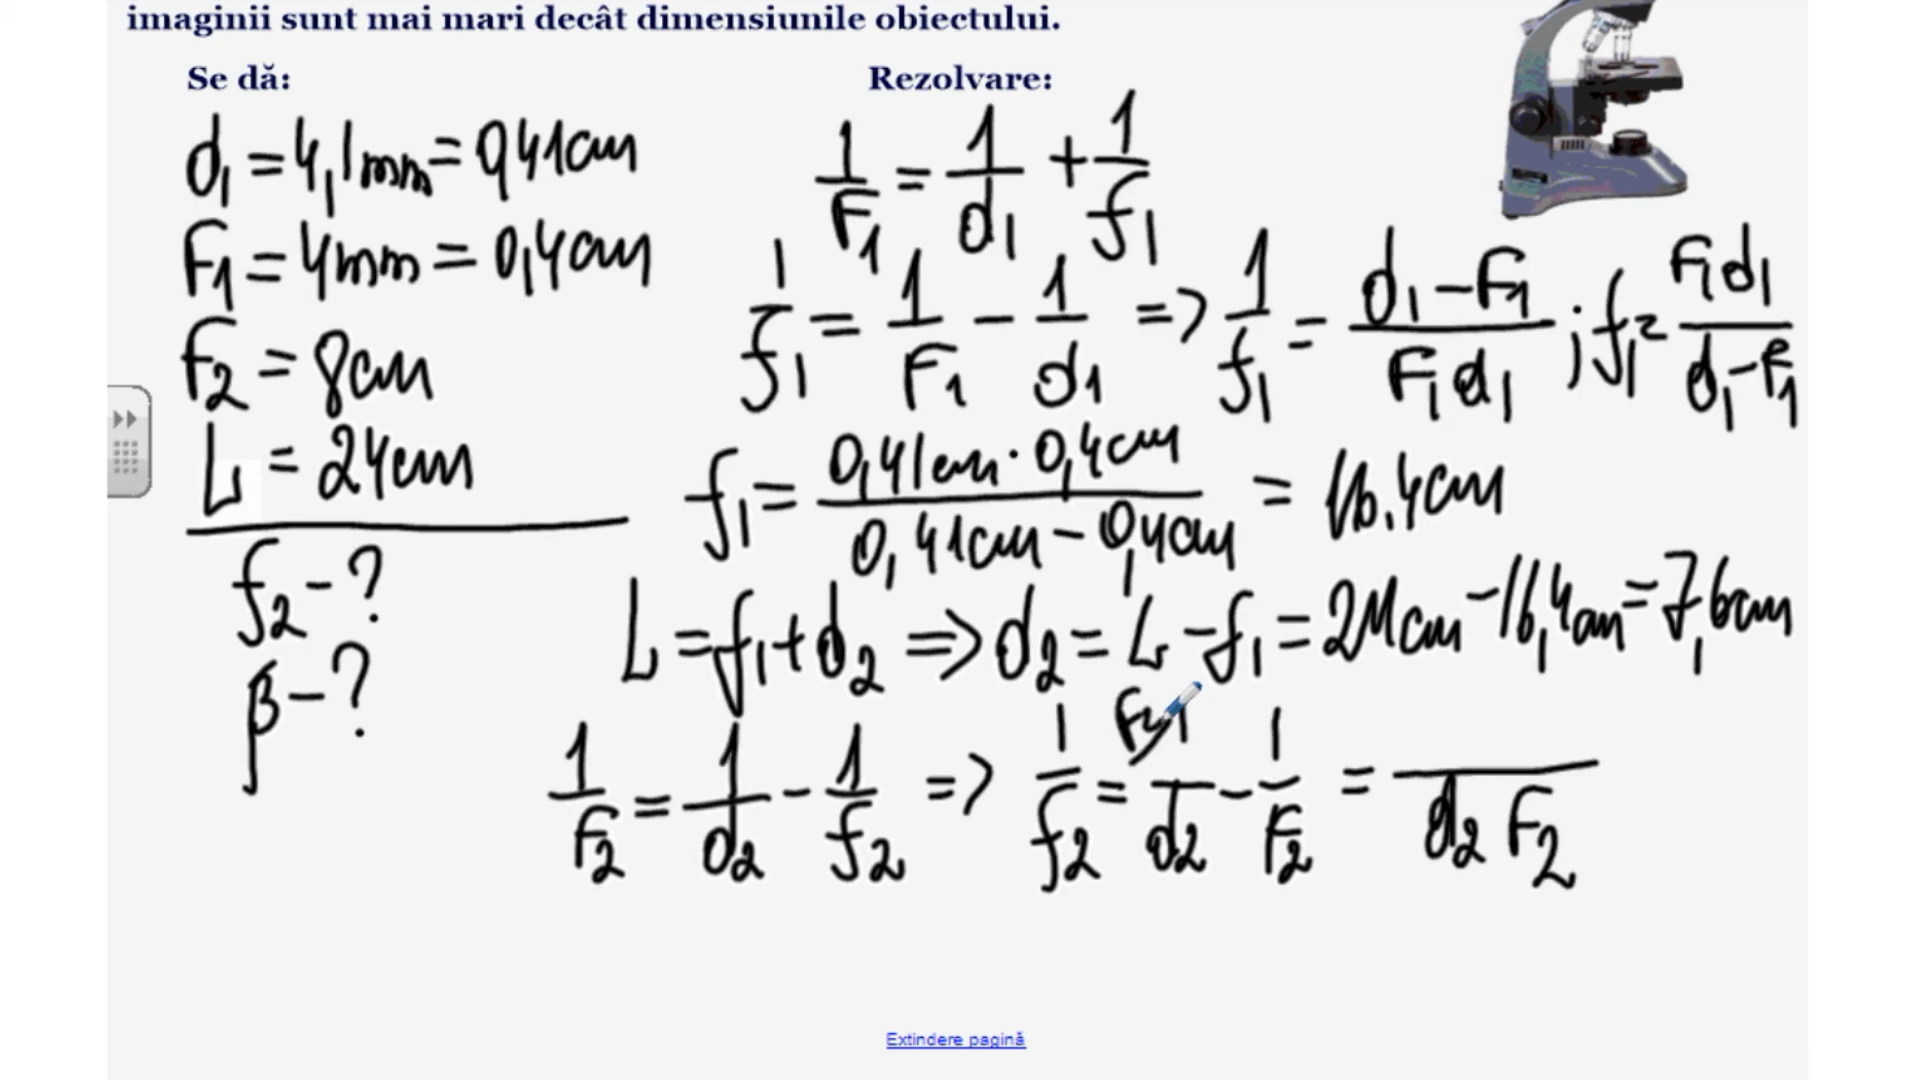 imaginii sunt mai mari decât dimensiunile obiectului.
Se dă:
Rezolvare:
d₁ = 4,1mm = 0,41cm
F₁ = 4mm = 0,4cm
F₂ = 8cm
L = 24cm
f₂ - ?
β - ?
1/F₁ = 1/d₁ + 1/f₁
1/f₁ = 1/F₁ - 1/d₁ => 1/f₁ = (d₁-F₁)/(F₁d₁) ; f₁ = (F₁d₁)/(d₁-F₁)
f₁ = (0,41cm · 0,4cm)/(0,41cm - 0,4cm) = 16,4cm
L = f₁ + d₂ => d₂ = L - f₁ = 24cm - 16,4cm = 7,6cm
1/F₂ = 1/d₂ - 1/f₂ => 1/f₂ = /d₂ - 1/F₂ = /(d₂ F₂)
Extindere pagină